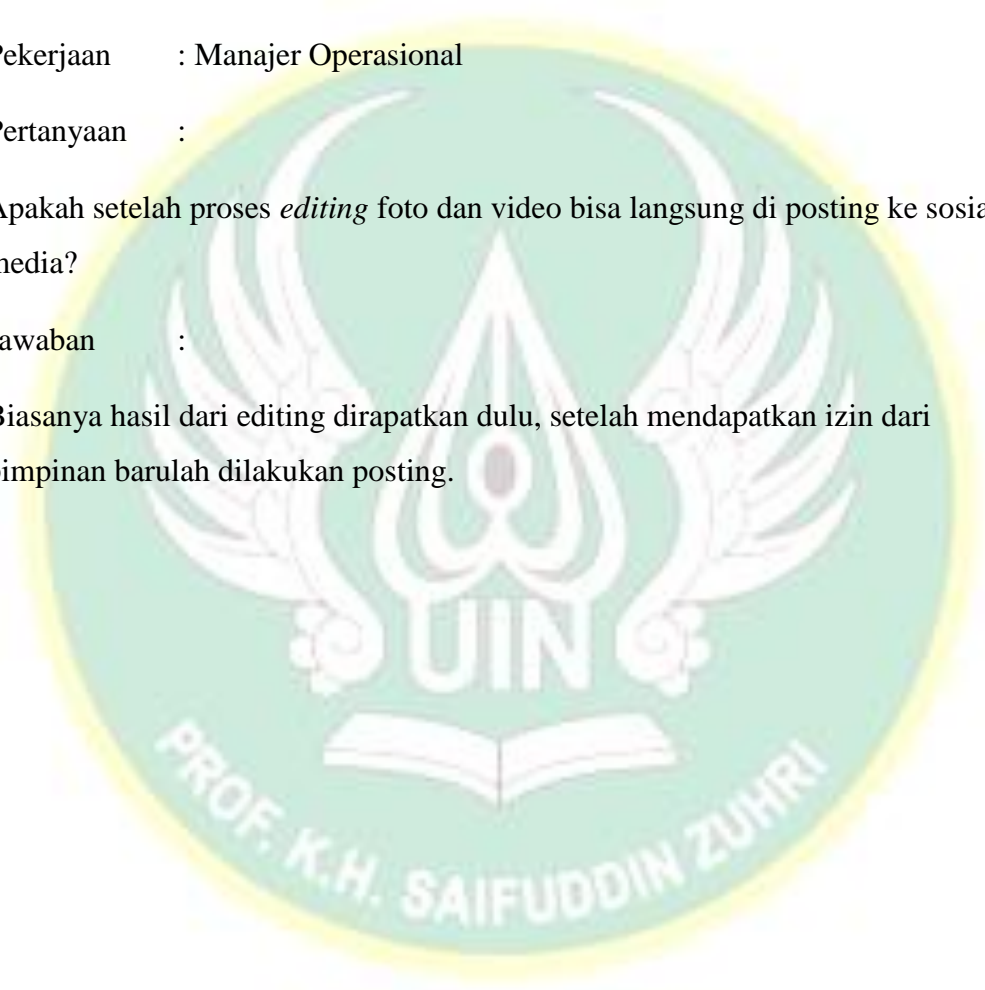 Pekerjaan : Manajer Operasional
Pertanyaan :
Apakah setelah proses editing foto dan video bisa langsung di posting ke sosia
media?
Jawaban :
Biasanya hasil dari editing dirapatkan dulu, setelah mendapatkan izin dari
pimpinan barulah dilakukan posting.
UIN
PROF. K.H. SAIFUDDIN ZUHRI